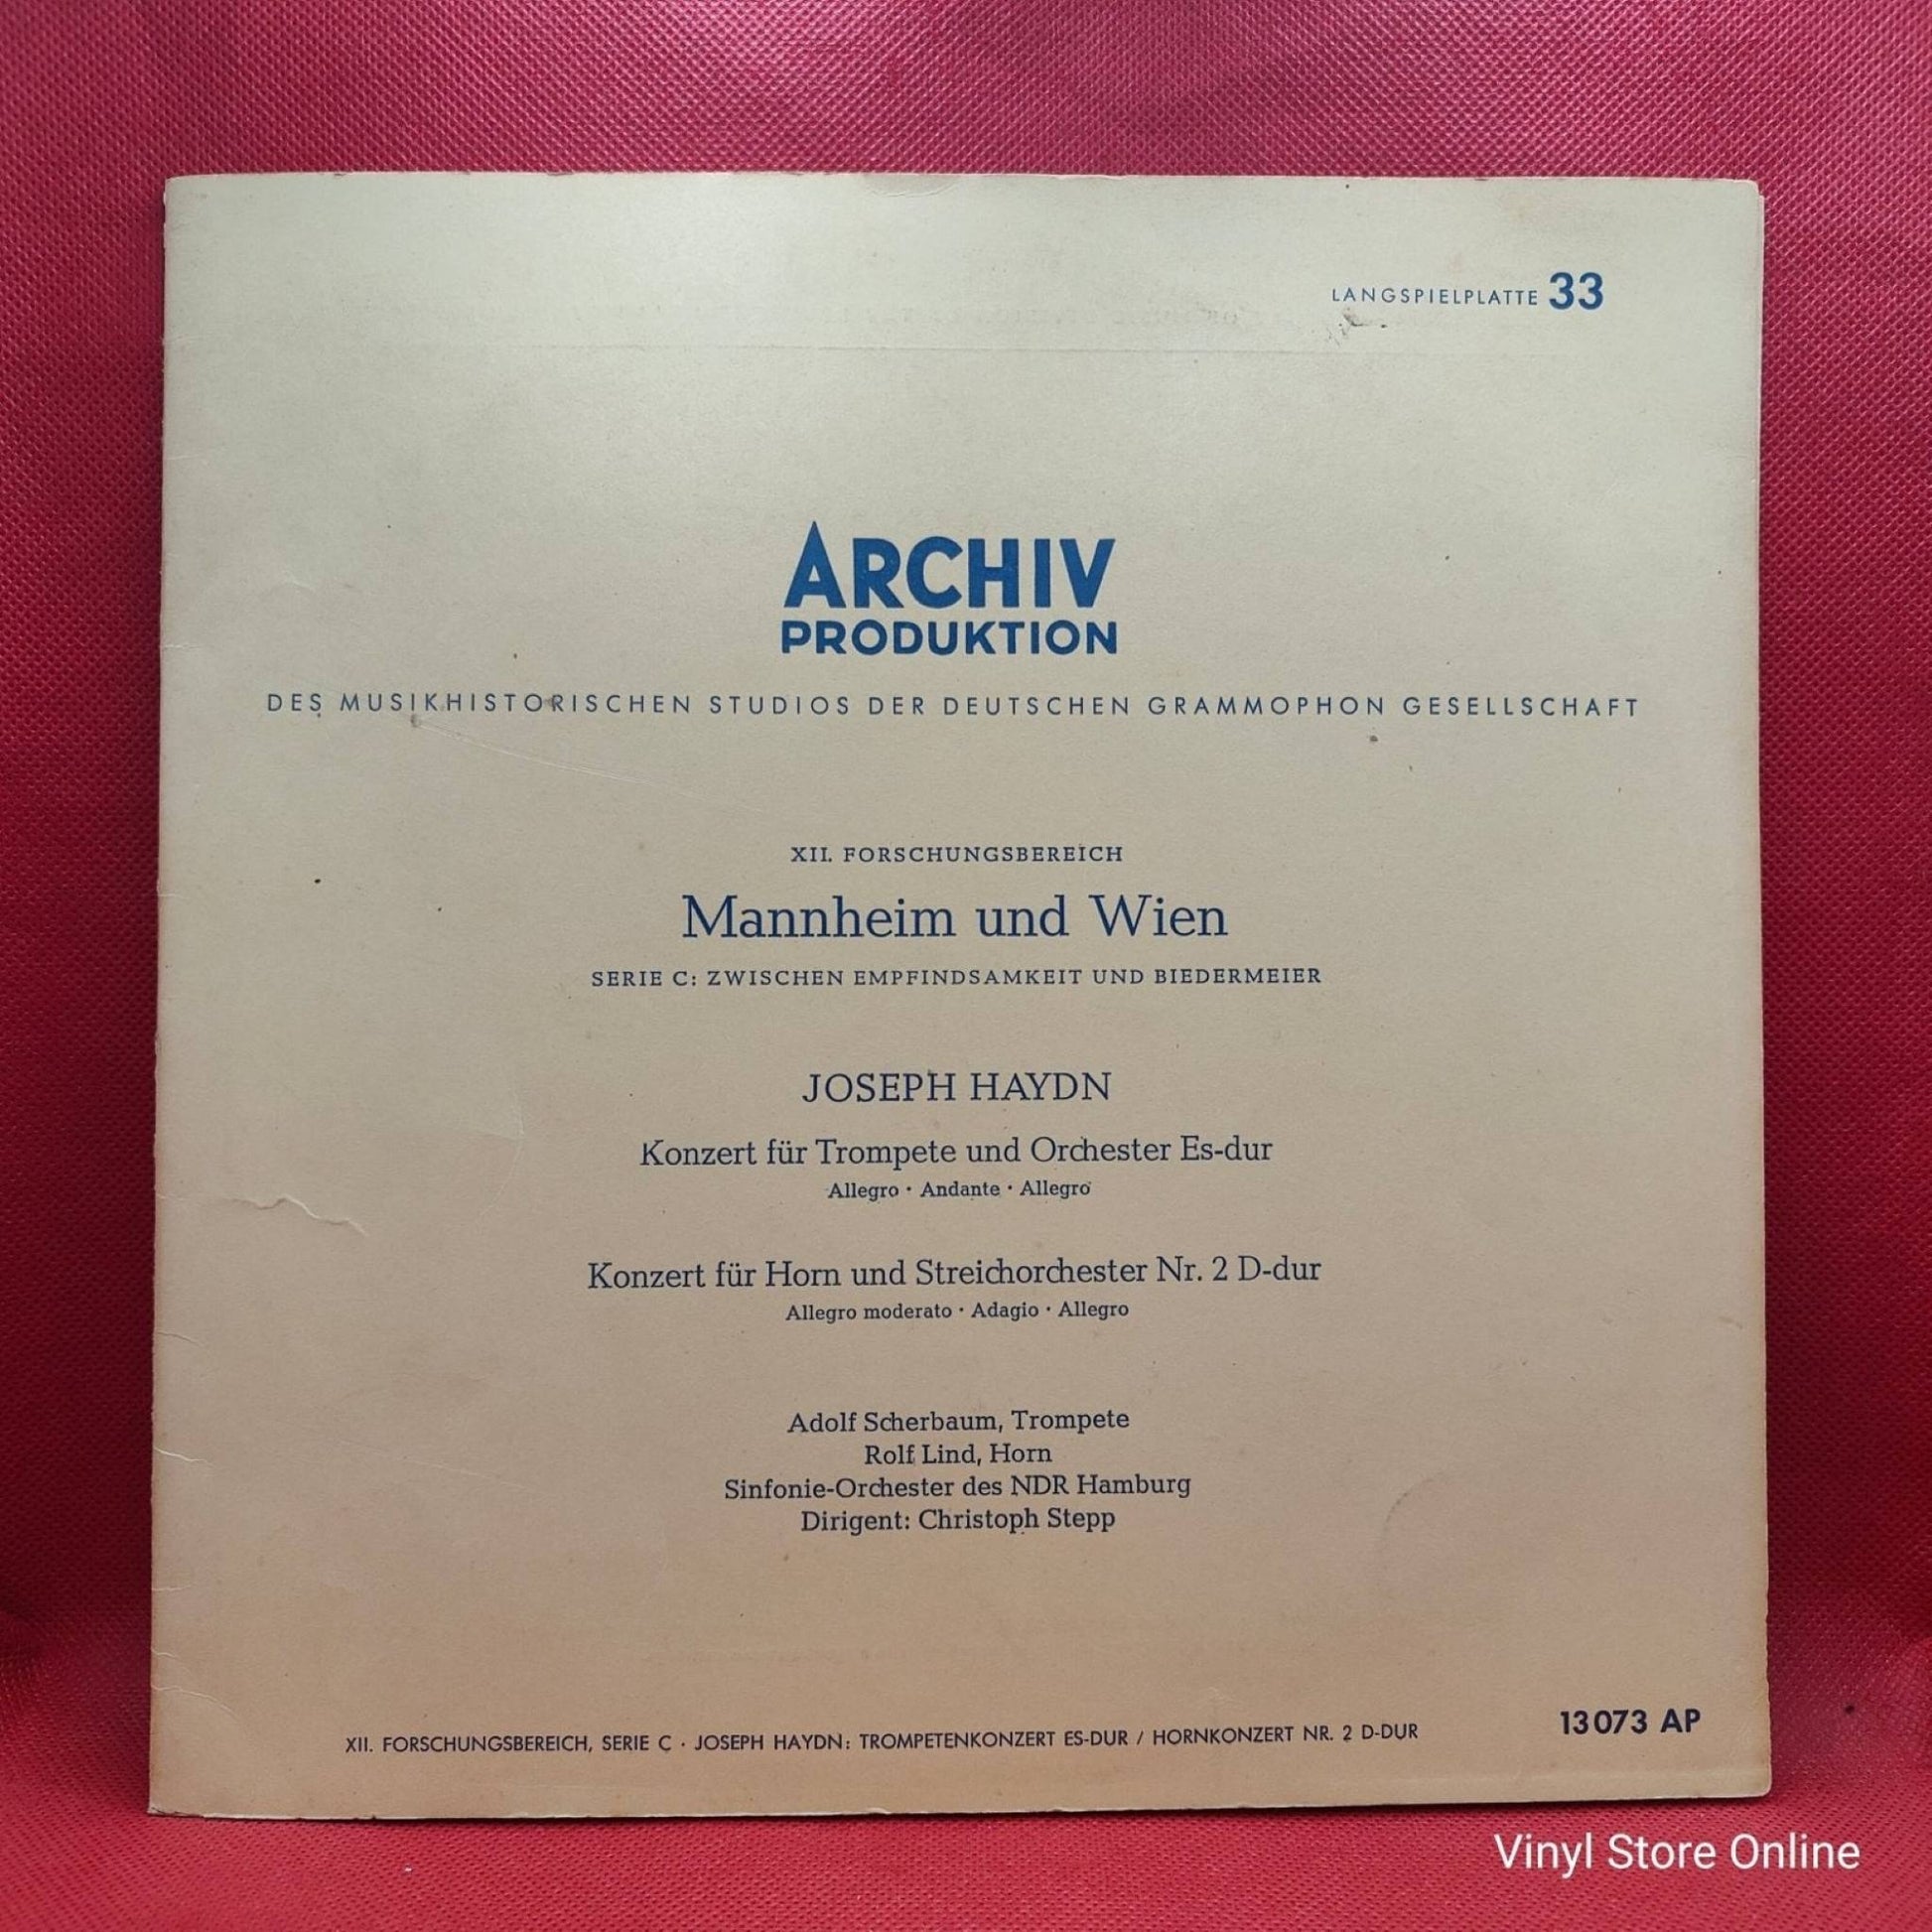 LANGSPIELPLATTE 33
ARCHIV
PRODUKTION
DES MUSIKHISTORISCHEN STUDIOS DER DEUTSCHEN GRAMMOPHON GESELLSCHAFT
XII. FORSCHUNGSBEREICH
Mannheim und Wien
SERIE C: ZWISCHEN EMPFINDSAMKEIT UND BIEDERMEIER
JOSEPH HAYDN
Konzert für Trompete und Orchester Es-dur
Allegro · Andante · Allegro
Konzert für Horn und Streichorchester Nr. 2 D-dur
Allegro moderato · Adagio · Allegro
Adolf Scherbaum, Trompete
Rolf Lind, Horn
Sinfonie-Orchester des NDR Hamburg
Dirigent: Christoph Stepp
XII. FORSCHUNGSBEREICH, SERIE C · JOSEPH HAYDN: TROMPETENKONZERT ES-DUR / HORNKONZERT NR. 2 D-DUR
13073 AP
Vinyl Store Online